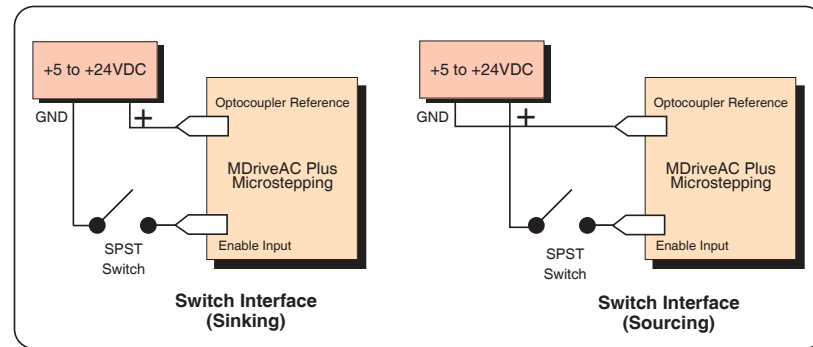 +5 to +24VDC
GND
+
Optocoupler Reference
MDriveAC Plus
Microstepping
Enable Input
SPST
Switch
Switch Interface
(Sinking)
+5 to +24VDC
GND
+
Optocoupler Reference
MDriveAC Plus
Microstepping
Enable Input
SPST
Switch
Switch Interface
(Sourcing)